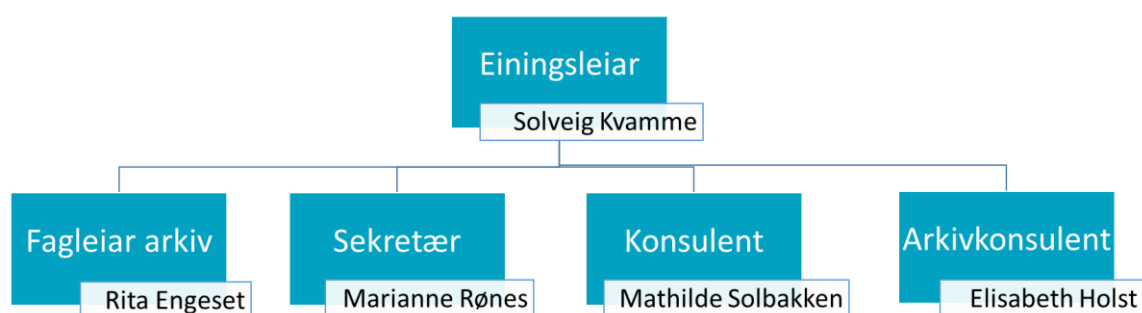 Einingsleiar
Solveig Kvamme
Fagleiar arkiv
Rita Engeset
Sekretær
Marianne Rønes
Konsulent
Mathilde Solbakken
Arkivkonsulent
Elisabeth Holst